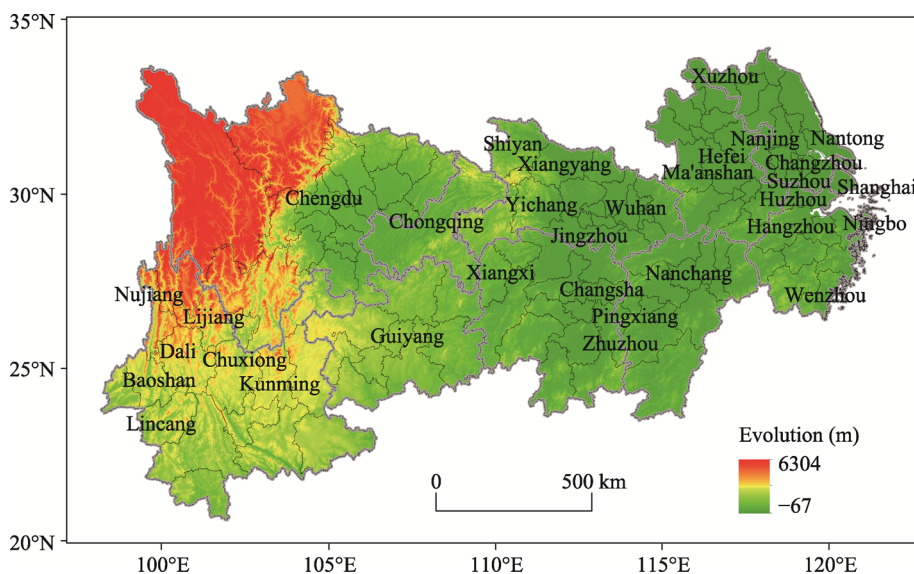 35°N
Xuzhou
Shiyan
Nanjing
Nantong
Xiangyang
Hefei
Changzhou
Ma'anshan
30°N
Chengdu
Suzhou
Shanghai
Yichang
Wuhan
Huzhou
Chongqing
Hangzhou
Ningbo
Jingzhou
Xiangxi
Nanchang
Nujiang
Changsha
Wenzhou
Lijiang
Pingxiang
Guiyang
Dali
Chuxiong
Zhuzhou
25°N
Baoshan
Kunming
Lincang
Evolution (m)
6304
0
500 km
−67
20°N
100°E
105°E
110°E
115°E
120°E